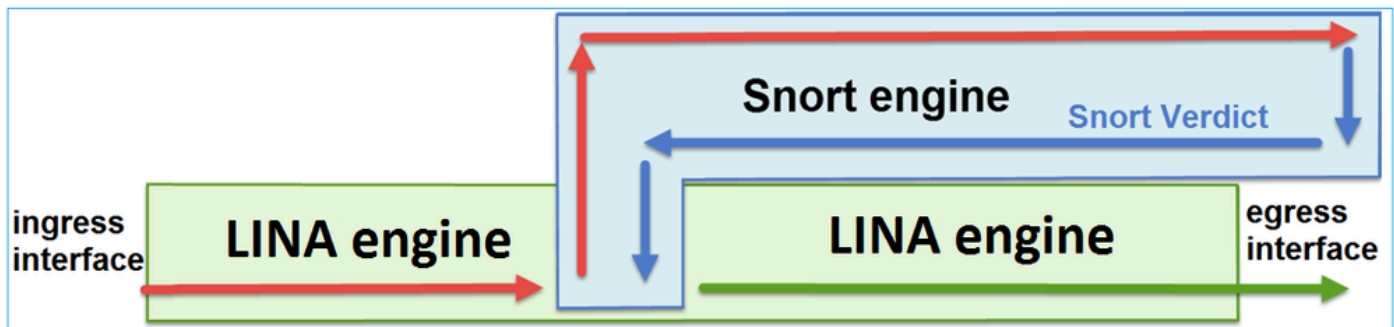 Snort engine
Snort Verdict
ingress
interface
LINA engine
LINA engine
egress
interface